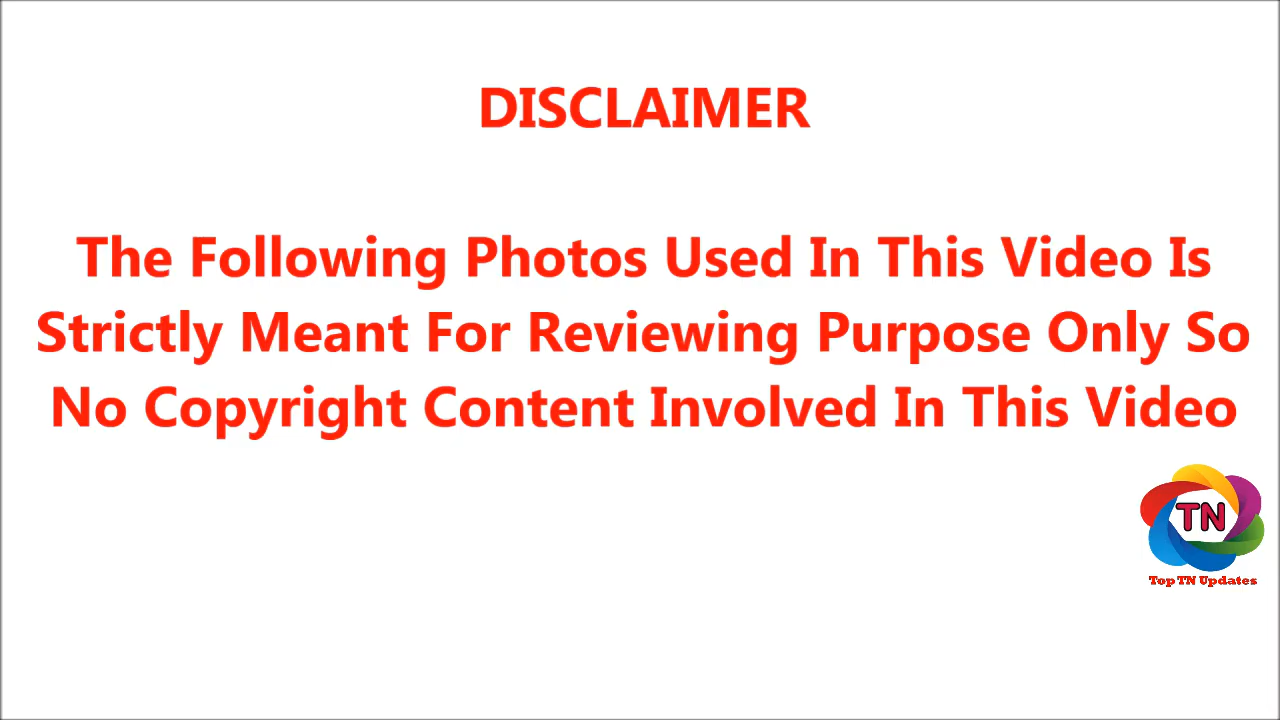 DISCLAIMER
The Following Photos Used In This Video Is
Strictly Meant For Reviewing Purpose Only So
No Copyright Content Involved In This Video
TN
Top TN Updates